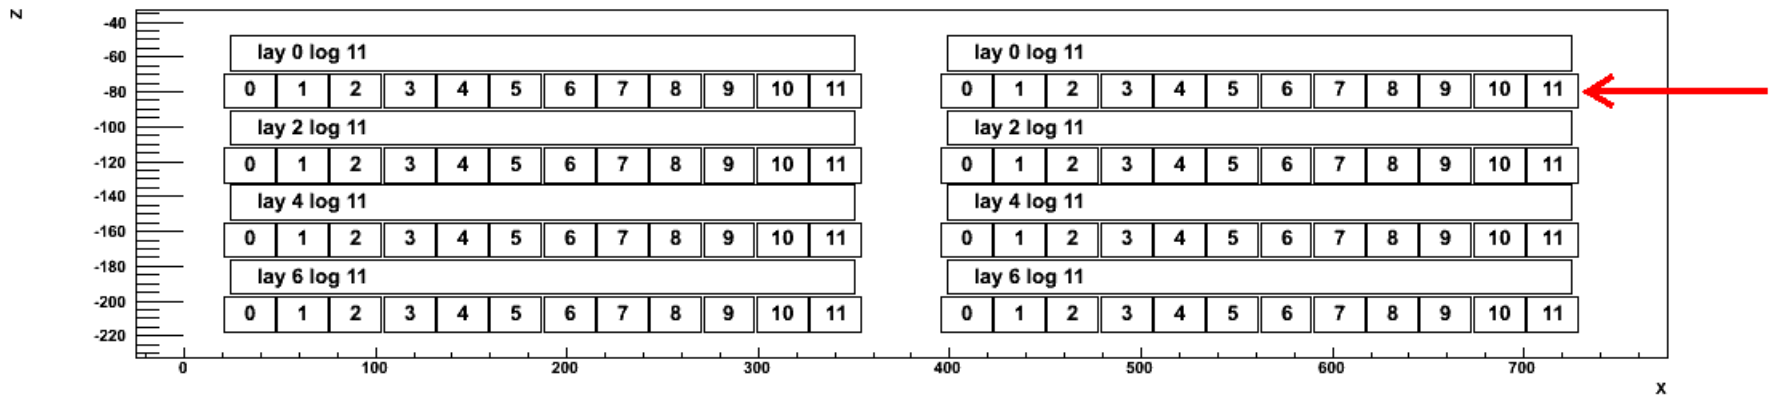 Z
-40
lay 0 log 11 lay 0 log 11
-60
-80 0 1 2 3 4 5 6 7 8 9 10 11 0 1 2 3 4 5 6 7 8 9 10 11
-100 lay 2 log 11 lay 2 log 11
-120 0 1 2 3 4 5 6 7 8 9 10 11 0 1 2 3 4 5 6 7 8 9 10 11
-140 lay 4 log 11 lay 4 log 11
-160 0 1 2 3 4 5 6 7 8 9 10 11 0 1 2 3 4 5 6 7 8 9 10 11
-180 lay 6 log 11 lay 6 log 11
-200 0 1 2 3 4 5 6 7 8 9 10 11 0 1 2 3 4 5 6 7 8 9 10 11
-220
0 100 200 300 400 500 600 700
X